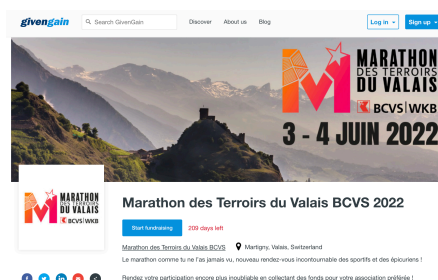 givengain
Search GivenGain
Discover
About us
Blog
Log in
Sign up
MARATHON
DES TERROIRS
DU VALAIS
BCVS WKB
3 - 4 JUIN 2022
MARATHON
DES TERROIRS
DU VALAIS
BCVS WKB
Marathon des Terroirs du Valais BCVS 2022
Start fundraising
209 days left
Marathon des Terroirs du Valais BCVS
Martigny, Valais, Switzerland
Le marathon comme tu ne l'as jamais vu, nouveau rendez-vous incontournable des sportifs et des épicuriens !
Rendez votre participation encore plus inoubliable en collectant des fonds pour votre association préférée !